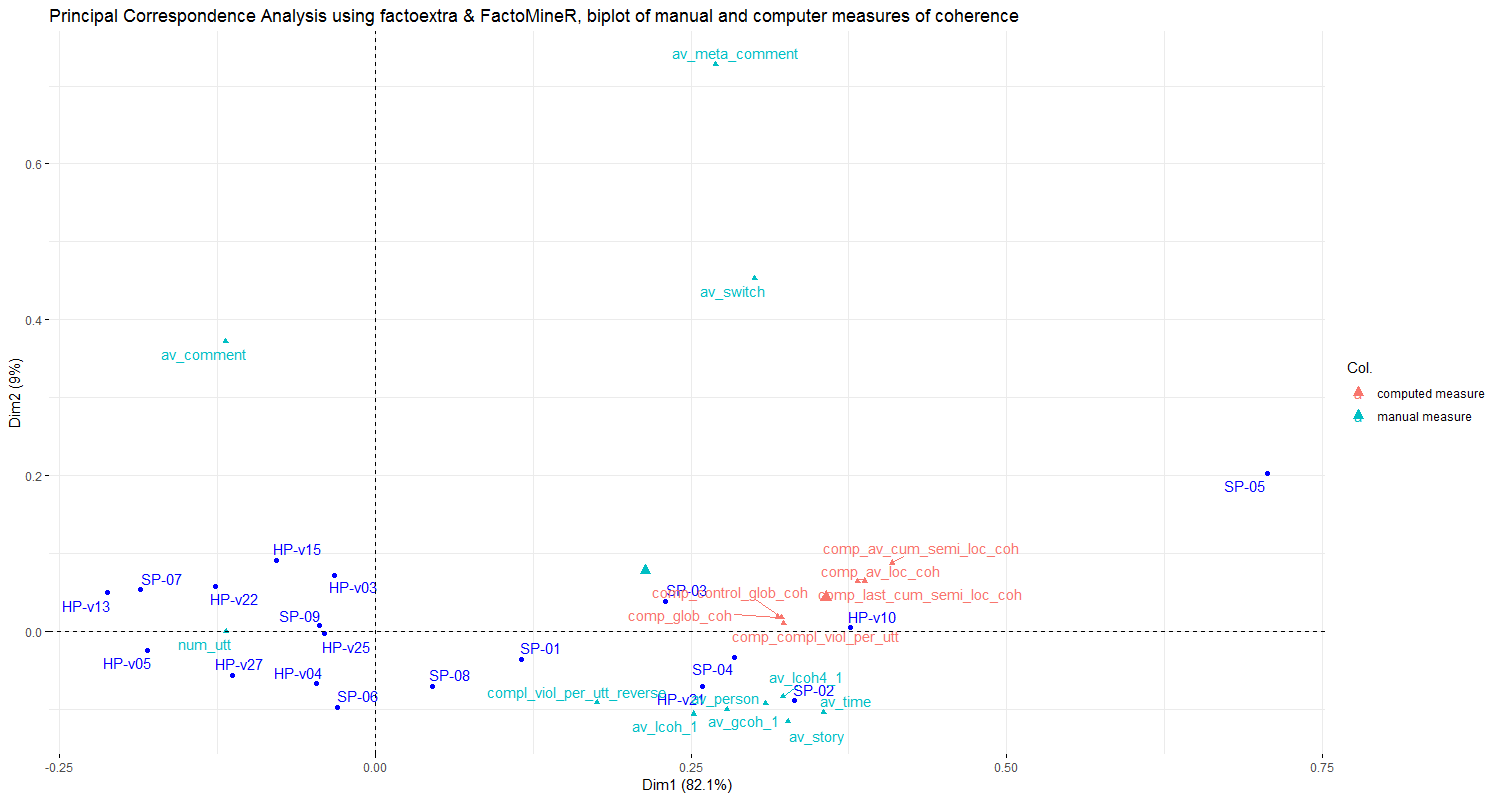 Principal Correspondence Analysis using factoextra & FactoMineR, biplot of manual and computer measures of coherence
av_meta_comment
0.6
av_switch
0.4
av_comment
Dim2 (9%)
Col.
computed measure
manual measure
0.2
SP-05
HP-v15
comp_av_cum_semi_loc_coh
SP-07
HP-v03
comp_av_loc_coh
HP-v13
HP-v22
SP-03
comp_control_glob_coh
comp_last_cum_semi_loc_coh
SP-09
comp_glob_coh
HP-v10
0.0
num_utt
HP-v25
comp_compl_viol_per_utt
SP-01
HP-v05
HP-v27
HP-v04
SP-08
SP-04
av_lcoh4_1
SP-06
compl_viol_per_utt_reverse
HP-v21
av_person
SP-02
av_time
av_lcoh_1
av_gcoh_1
av_story
-0.25
0.00
0.25
0.50
0.75
Dim1 (82.1%)